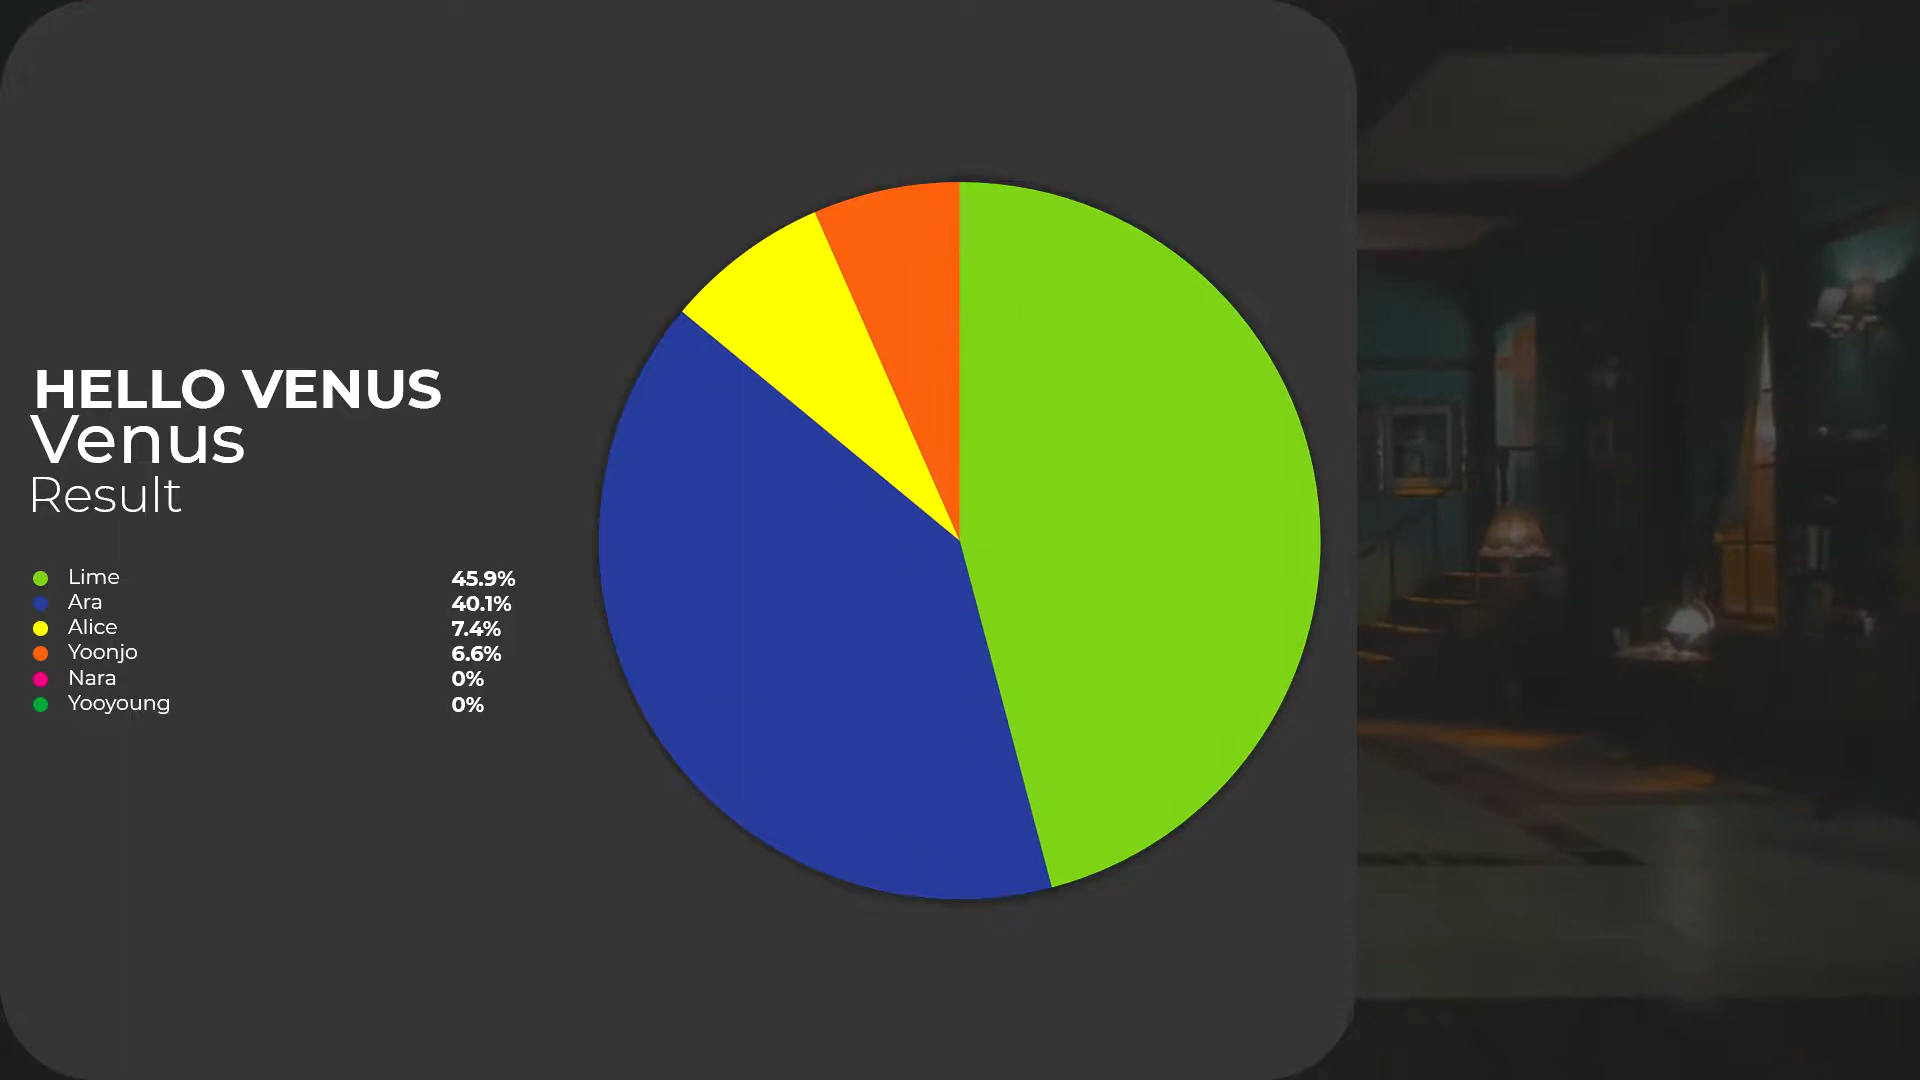 HELLO VENUS
Venus
Result
Lime 45.9%
Ara 40.1%
Alice 7.4%
Yoonjo 6.6%
Nara 0%
Yooyoung 0%